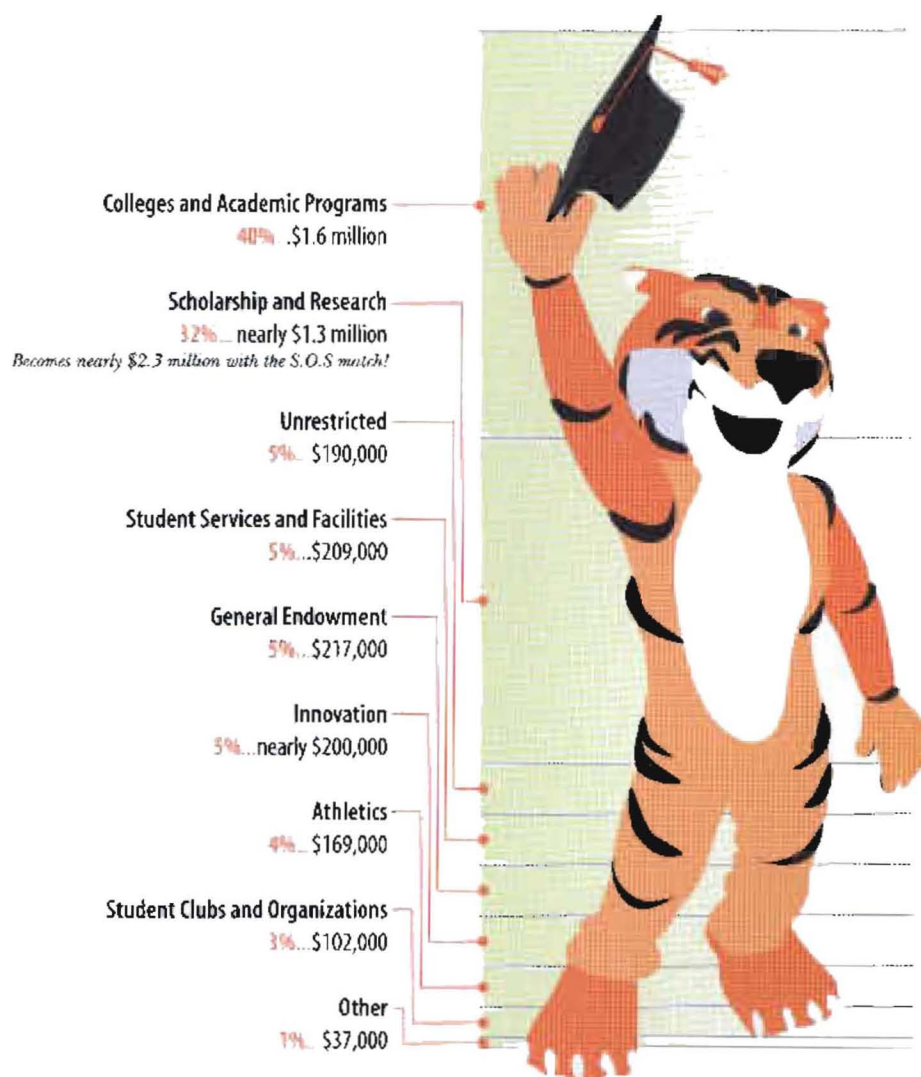 Colleges and Academic Programs
40%...$1.6 million
Scholarship and Research
32%... nearly $1.3 million
Becomes nearly $2.3 million with the S.O.S match!
Unrestricted
5%... $190,000
Student Services and Facilities
5%...$209,000
General Endowment
5%...$217,000
Innovation
5%...nearly $200,000
Athletics
4%... $169,000
Student Clubs and Organizations
3%...$102,000
Other
1%... $37,000